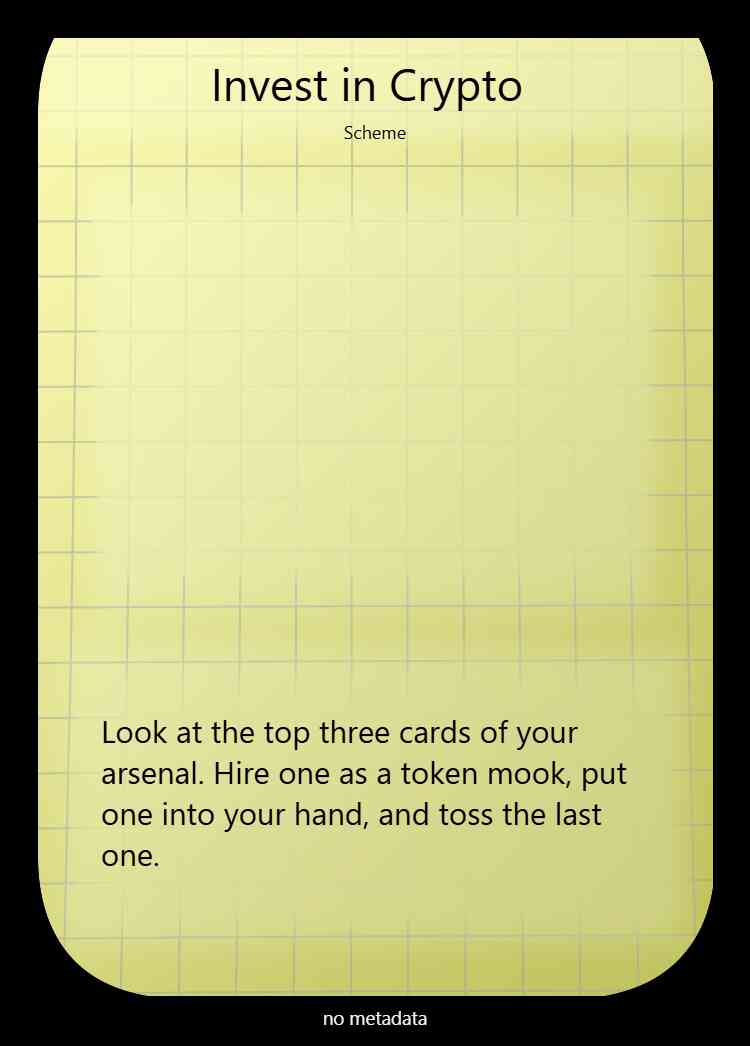 Invest in Crypto
Scheme
Look at the top three cards of your
arsenal. Hire one as a token mook, put
one into your hand, and toss the last
one.
no metadata